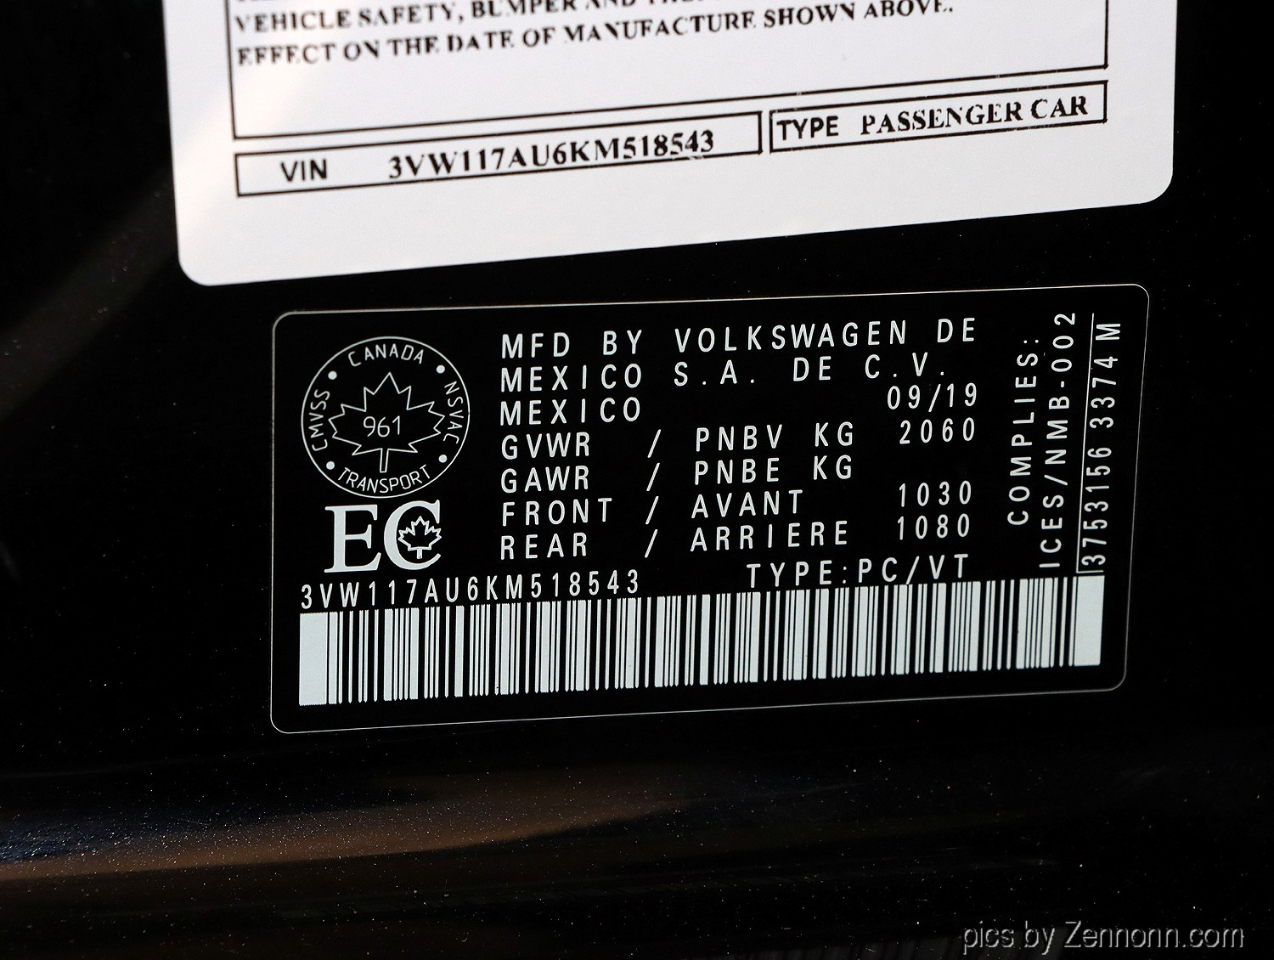 VEHICLE SAFETY, BUMPER AND
EFFECT ON THE DATE OF MANUFACTURE SHOWN ABOVE.
VIN 3VW117AU6KM518543
TYPE PASSENGER CAR
CANADA
CMVSS
NSVAC
961
TRANSPORT
EC
MFD BY VOLKSWAGEN DE
MEXICO S.A. DE C.V.
MEXICO 09/19
GVWR / PNBV KG 2060
GAWR / PNBE KG
FRONT / AVANT 1030
REAR / ARRIERE 1080
3VW117AU6KM518543 TYPE:PC/VT
COMPLIES:
ICES/NMB-002
3753156 3374 M
pics by Zennonn.com